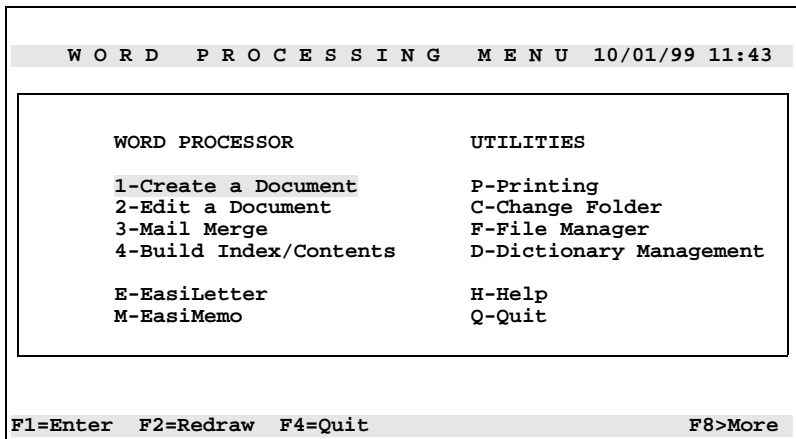 W O R D   P R O C E S S I N G   M E N U   10/01/99 11:43
WORD PROCESSOR   UTILITIES
1-Create a Document   P-Printing
2-Edit a Document   C-Change Folder
3-Mail Merge   F-File Manager
4-Build Index/Contents   D-Dictionary Management
E-EasiLetter   H-Help
M-EasiMemo   Q-Quit
F1=Enter   F2=Redraw   F4=Quit   F8>More